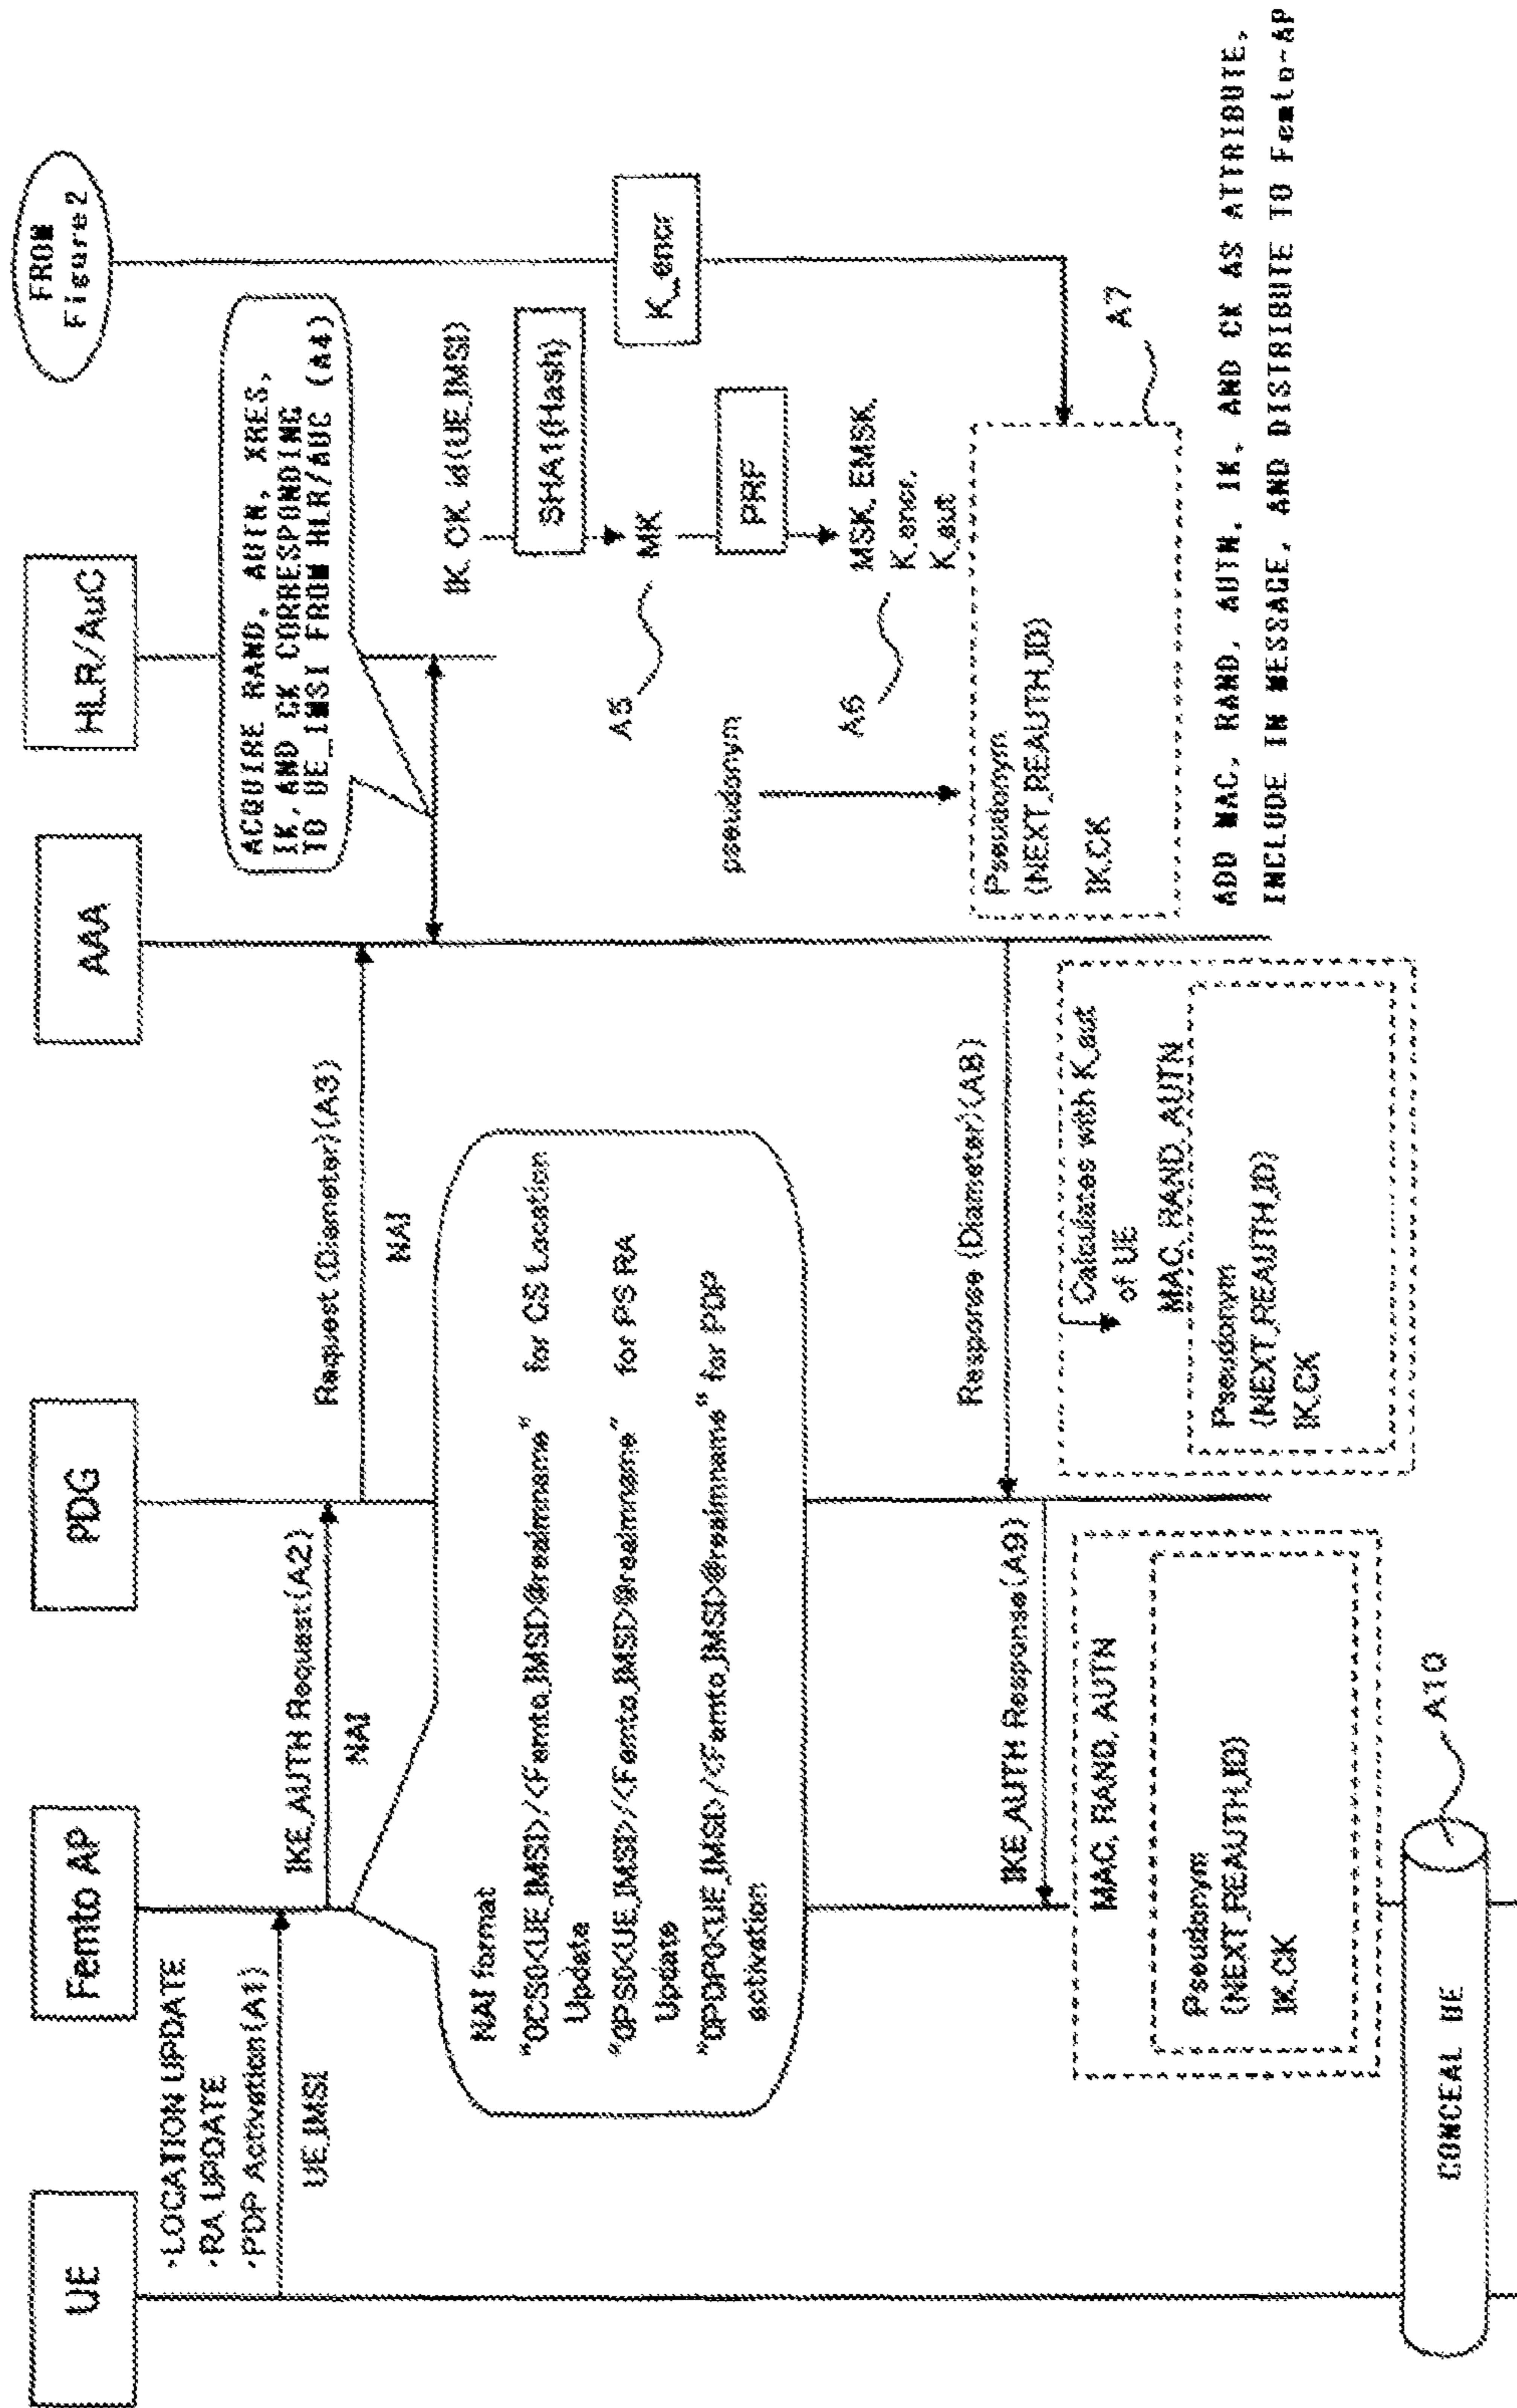 UE
Femto AP
PDG
AAA
HLR/AuC
FROM
Figure2
·LOCATION UPDATE
·RA UPDATE
·PDP Activation(A1)
UE_IMSI
IKE_AUTH Request(A2)
NAI
Request(Diameter)(A3)
NAI
ACQUIRE RAND, AUTN, XRES,
IK, AND CK CORRESPONDING
TO UE_IMSI FROM HLR/AUC (A4)
NAI format
"0CS0<UE_IMSI>/<Femto_IMSI>@realmname" for CS Location
Update
"0PS0<UE_IMSI>/<Femto_IMSI>@realmname" for PS RA
Update
"0PDP0<UE_IMSI>/<Femto_IMSI>@realmname" for PDP
activation
IK, CK, id(UE_IMSI)
SHA1(Hash)
A5
MK
PRF
A6
MSK, EMSK,
K_encr,
K_aut
K_encr
pseudonym
Pseudonym
(NEXT_REAUTH_ID)
IK,CK
A7
ADD MAC, RAND, AUTN, IK, AND CK AS ATTRIBUTE,
INCLUDE IN MESSAGE, AND DISTRIBUTE TO Femto-AP
Response (Diameter)(A8)
Calculates with K_aut
of UE
MAC, RAND, AUTN
Pseudonym
(NEXT_REAUTH_ID)
IK,CK
IKE_AUTH Response(A9)
MAC, RAND, AUTN
Pseudonym
(NEXT_REAUTH_ID)
IK,CK
CONCEAL UE
A10